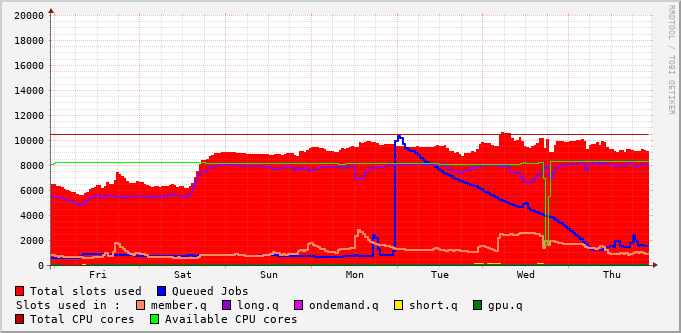 20000
18000
16000
14000
12000
10000
8000
6000
4000
2000
0
Fri Sat Sun Mon Tue Wed Thu
RRDTOOL / TOBI OETIKER
Total slots used Queued Jobs
Slots used in : member.q long.q ondemand.q short.q gpu.q
Total CPU cores Available CPU cores